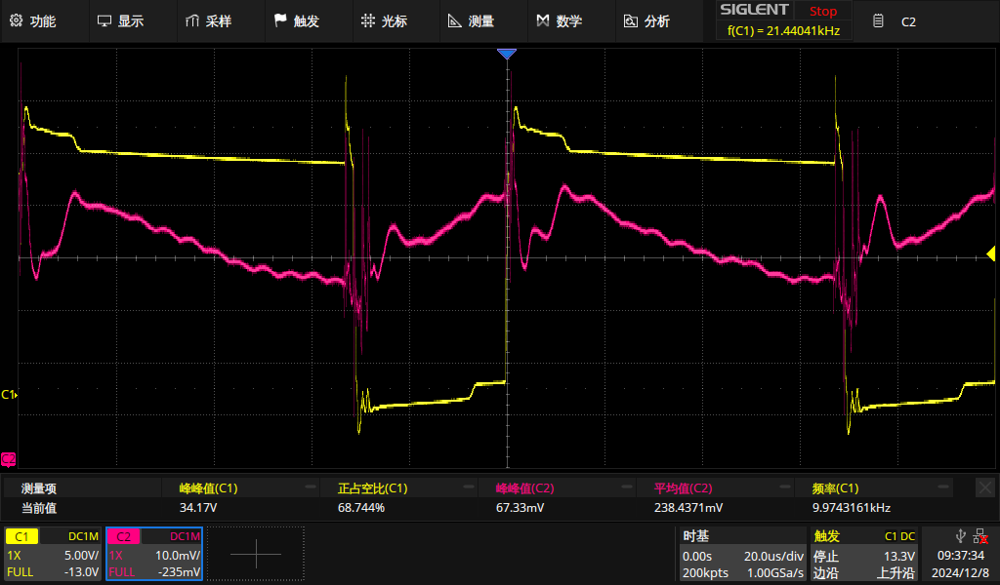 功能 显示 采样 触发 光标 测量 数学 分析 SIGLENT Stop C2
f(C1) = 21.44041kHz
C1
C2
测量项 峰峰值(C1) 正占空比(C1) 峰峰值(C2) 平均值(C2) 频率(C1)
当前值 34.17V 68.744% 67.33mV 238.4371mV 9.9743161kHz
C1 DC1M C2 DC1M 时基 触发 C1 DC
1X 5.00V/ 1X 10.0mV/ 0.00s 20.0us/div 停止 13.3V 09:37:34
FULL -13.0V FULL -235mV 200kpts 1.00GSa/s 边沿 上升沿 2024/12/8